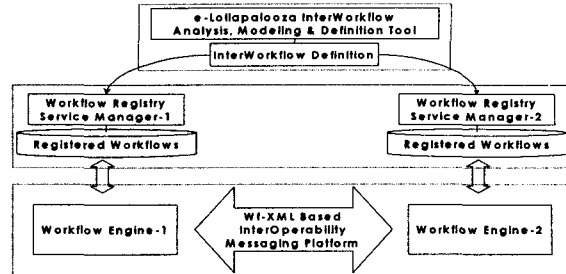 e-Lollapalooza InterWorkflow
Analysis, Modeling & Definition Tool
InterWorkflow Definition
Workflow Registry
Service Manager-1
Registered Workflows
Workflow Registry
Service Manager-2
Registered Workflows
Workflow Engine-1
Wf-XML Based
InterOperability
Messaging Platform
Workflow Engine-2